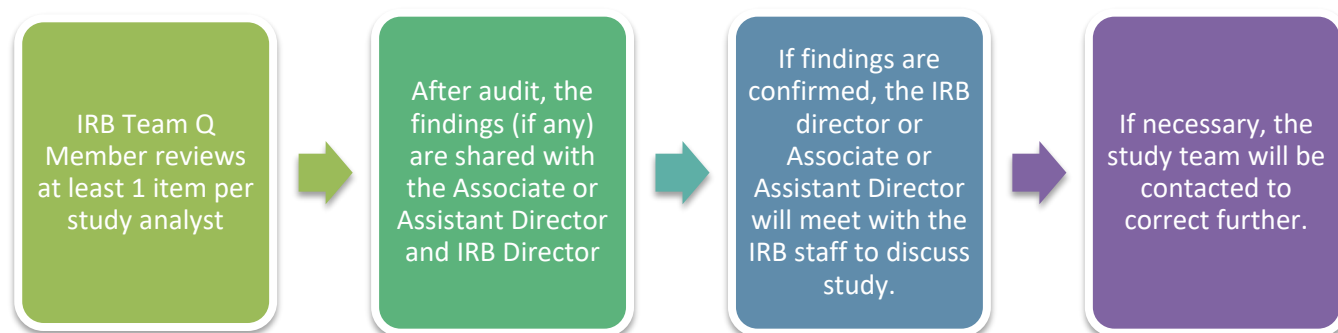 IRB Team Q
Member reviews
at least 1 item per
study analyst
After audit, the
findings (if any)
are shared with
the Associate or
Assistant Director
and IRB Director
If findings are
confirmed, the IRB
director or
Associate or
Assistant Director
will meet with the
IRB staff to discuss
study.
If necessary, the
study team will be
contacted to
correct further.